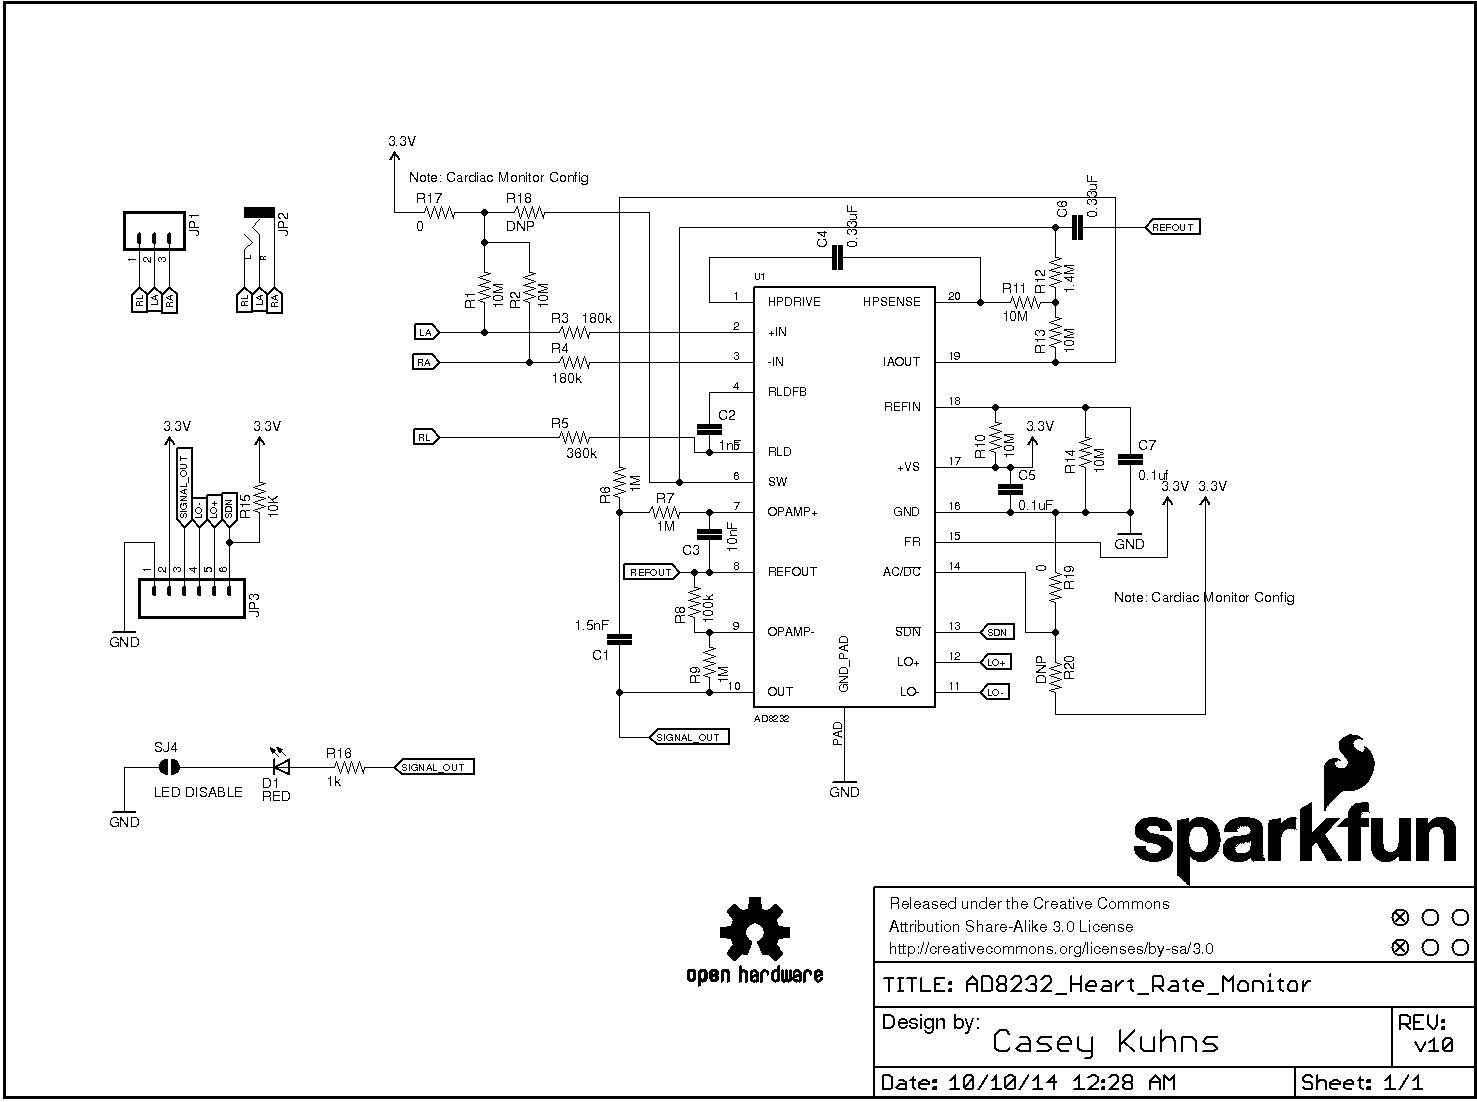 3.3V
Note: Cardiac Monitor Config
R17
0
R18
DNP
JP1
1
2
3
RL
LA
RA
JP2
L
R
RL
LA
RA
C4
0.33uF
C6
0.33uF
REFOUT
R1
10M
R2
10M
R12
1.4M
R11
10M
R13
10M
LA
R3
180k
RA
R4
180k
RL
R5
360k
C2
1nF
U1
1
HPDRIVE
HPSENSE
20
2
+IN
3
-IN
IAOUT
19
4
RLDFB
REFIN
18
5
RLD
+VS
17
6
SW
7
OPAMP+
GND
16
FR
15
8
REFOUT
AC/DC
14
9
OPAMP-
SDN
13
LO+
12
10
OUT
LO-
11
GND_PAD
AD8232
PAD
GND
R10
10M
3.3V
R14
10M
C7
0.1uf
C5
0.1uF
3.3V
3.3V
GND
0
R19
Note: Cardiac Monitor Config
DNP
R20
SDN
LO+
LO-
R6
1M
R7
1M
C3
10nF
REFOUT
R8
100k
R9
1M
1.5nF
C1
SIGNAL_OUT
3.3V
3.3V
SIGNAL_OUT
LO-
LO+
SDN
R15
10K
1
2
3
4
5
6
JP3
GND
SJ4
LED DISABLE
D1
RED
R16
1k
SIGNAL_OUT
GND
sparkfun
open hardware
Released under the Creative Commons
Attribution Share-Alike 3.0 License
http://creativecommons.org/licenses/by-sa/3.0
TITLE: AD8232_Heart_Rate_Monitor
Design by:
Casey Kuhns
REV:
v10
Date: 10/10/14 12:28 AM
Sheet: 1/1